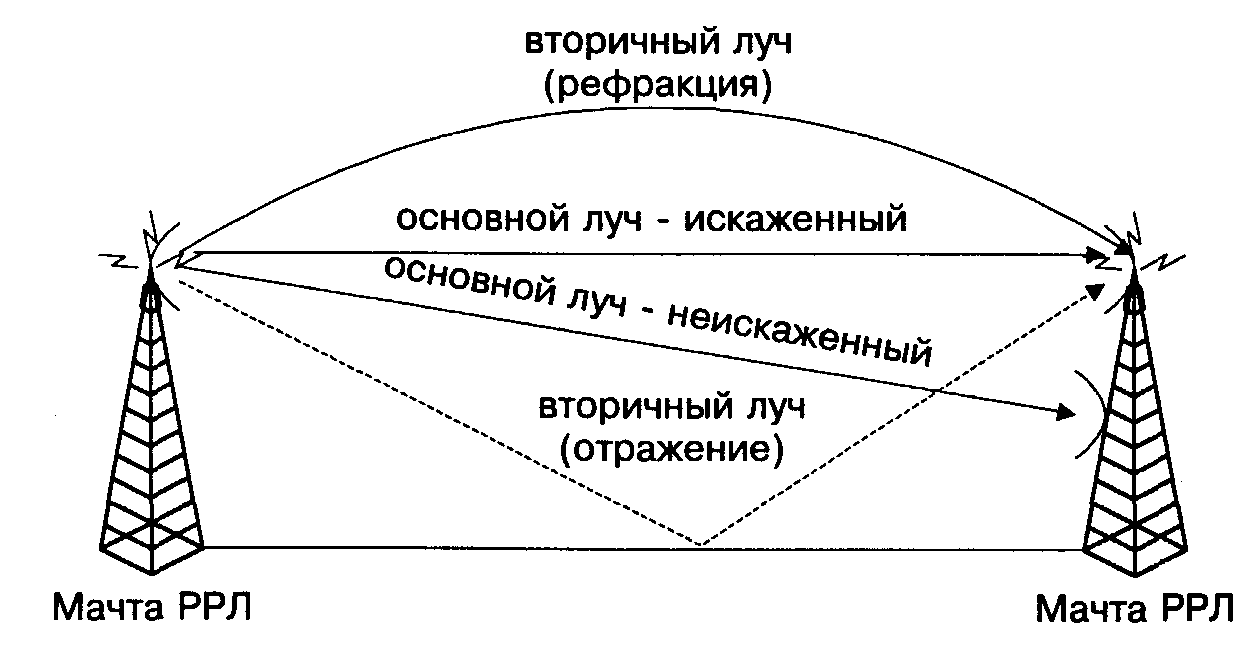 вторичный луч
(рефракция)
основной луч - искаженный
основной луч - неискаженный
вторичный луч
(отражение)
Мачта РРЛ
Мачта РРЛ